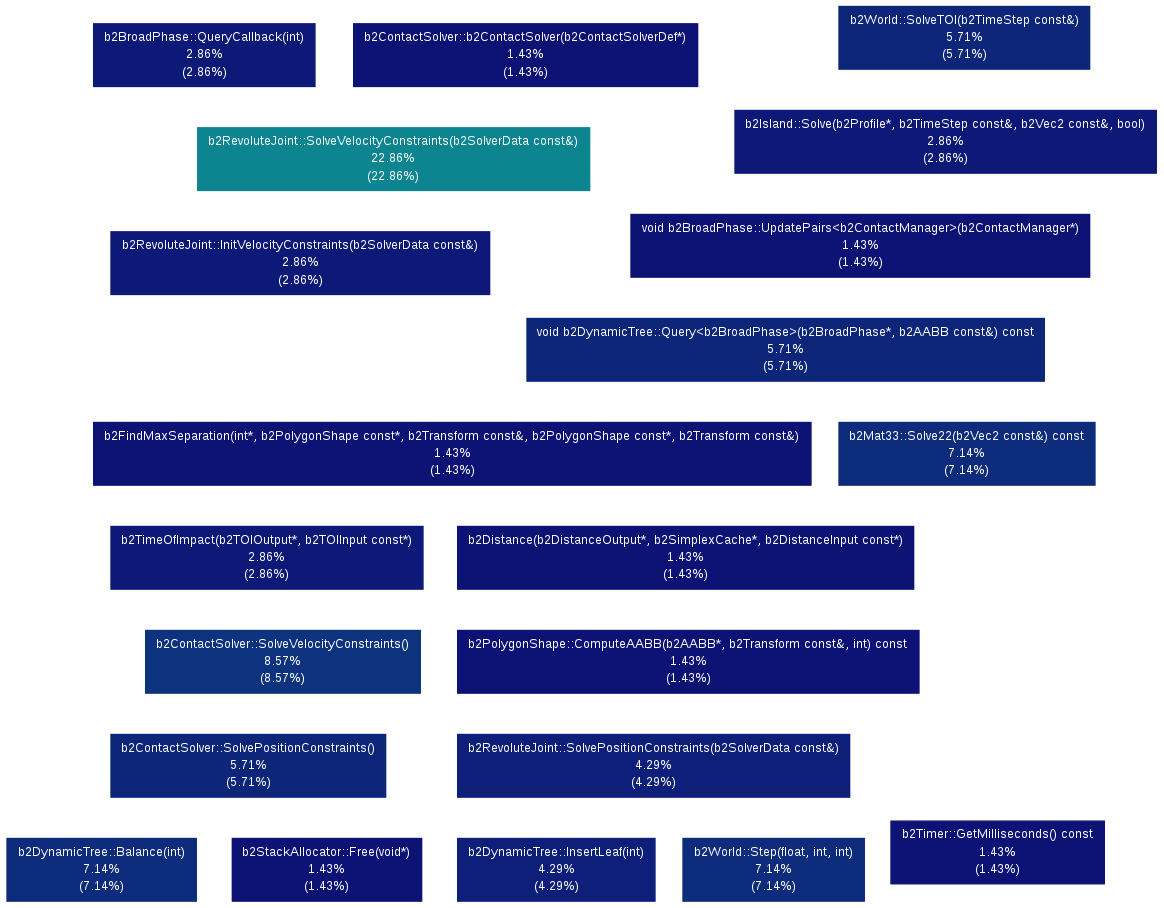 b2BroadPhase::QueryCallback(int)
2.86%
(2.86%)
b2ContactSolver::b2ContactSolver(b2ContactSolverDef*)
1.43%
(1.43%)
b2World::SolveTOI(b2TimeStep const&)
5.71%
(5.71%)
b2RevoluteJoint::SolveVelocityConstraints(b2SolverData const&)
22.86%
(22.86%)
b2Island::Solve(b2Profile*, b2TimeStep const&, b2Vec2 const&, bool)
2.86%
(2.86%)
b2RevoluteJoint::InitVelocityConstraints(b2SolverData const&)
2.86%
(2.86%)
void b2BroadPhase::UpdatePairs<b2ContactManager>(b2ContactManager*)
1.43%
(1.43%)
void b2DynamicTree::Query<b2BroadPhase>(b2BroadPhase*, b2AABB const&) const
5.71%
(5.71%)
b2FindMaxSeparation(int*, b2PolygonShape const*, b2Transform const&, b2PolygonShape const*, b2Transform const&)
1.43%
(1.43%)
b2Mat33::Solve22(b2Vec2 const&) const
7.14%
(7.14%)
b2TimeOfImpact(b2TOIOutput*, b2TOIInput const*)
2.86%
(2.86%)
b2Distance(b2DistanceOutput*, b2SimplexCache*, b2DistanceInput const*)
1.43%
(1.43%)
b2ContactSolver::SolveVelocityConstraints()
8.57%
(8.57%)
b2PolygonShape::ComputeAABB(b2AABB*, b2Transform const&, int) const
1.43%
(1.43%)
b2ContactSolver::SolvePositionConstraints()
5.71%
(5.71%)
b2RevoluteJoint::SolvePositionConstraints(b2SolverData const&)
4.29%
(4.29%)
b2DynamicTree::Balance(int)
7.14%
(7.14%)
b2StackAllocator::Free(void*)
1.43%
(1.43%)
b2DynamicTree::InsertLeaf(int)
4.29%
(4.29%)
b2World::Step(float, int, int)
7.14%
(7.14%)
b2Timer::GetMilliseconds() const
1.43%
(1.43%)